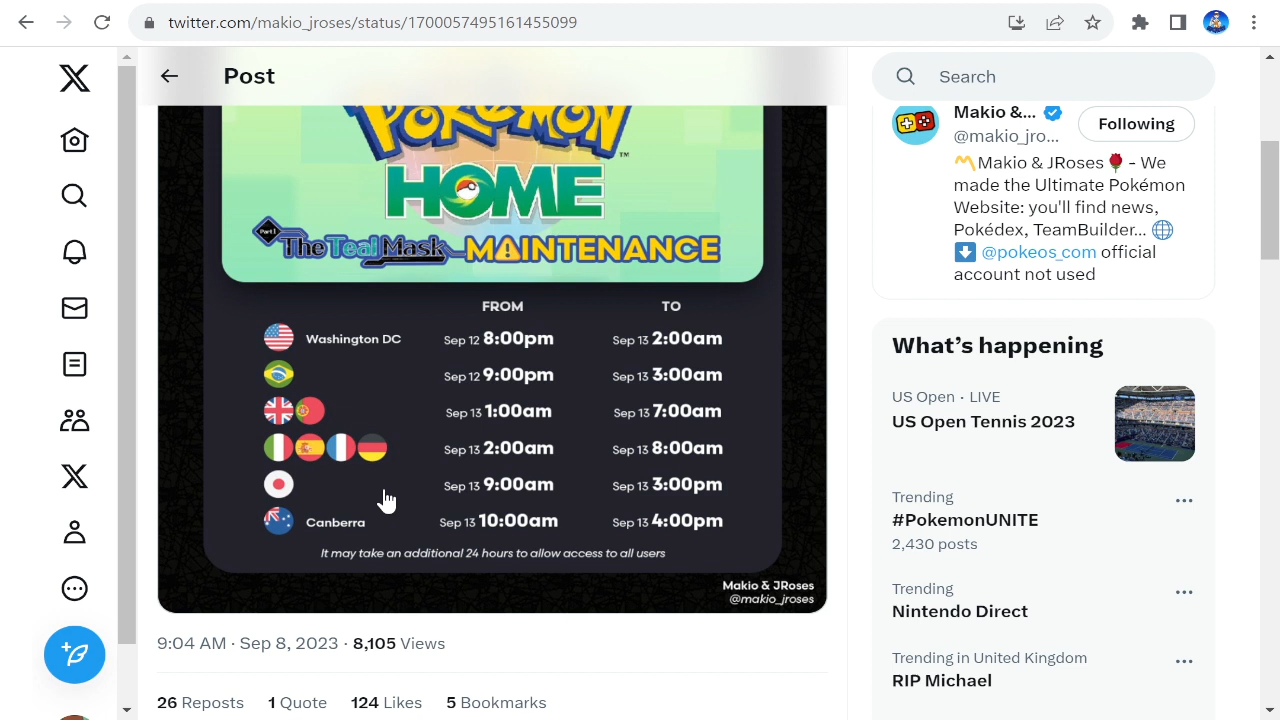 twitter.com/makio_jroses/status/1700057495161455099
Post
Search
POKéMON
TM
HOME
Part 1
The Teal Mask MAINTENANCE
FROM TO
Washington DC Sep 12 8:00pm Sep 13 2:00am
Sep 12 9:00pm Sep 13 3:00am
Sep 13 1:00am Sep 13 7:00am
Sep 13 2:00am Sep 13 8:00am
Sep 13 9:00am Sep 13 3:00pm
Canberra Sep 13 10:00am Sep 13 4:00pm
It may take an additional 24 hours to allow access to all users
Makio & JRoses
@makio_jroses
9:04 AM · Sep 8, 2023 · 8,105 Views
26 Reposts 1 Quote 124 Likes 5 Bookmarks
Makio &...
@makio_jro...
Following
Makio & JRoses - We
made the Ultimate Pokémon
Website: you'll find news,
Pokédex, TeamBuilder...
@pokeos_com official
account not used
What's happening
US Open · LIVE
US Open Tennis 2023
Trending
#PokemonUNITE
2,430 posts
Trending
Nintendo Direct
Trending in United Kingdom
RIP Michael